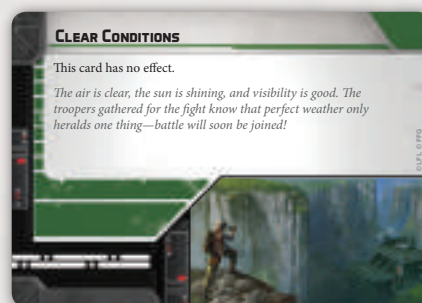 Clear Conditions
This card has no effect.
The air is clear, the sun is shining, and visibility is good. The
troopers gathered for the fight know that perfect weather only
heralds one thing—battle will soon be joined!
©LFL ©FFG